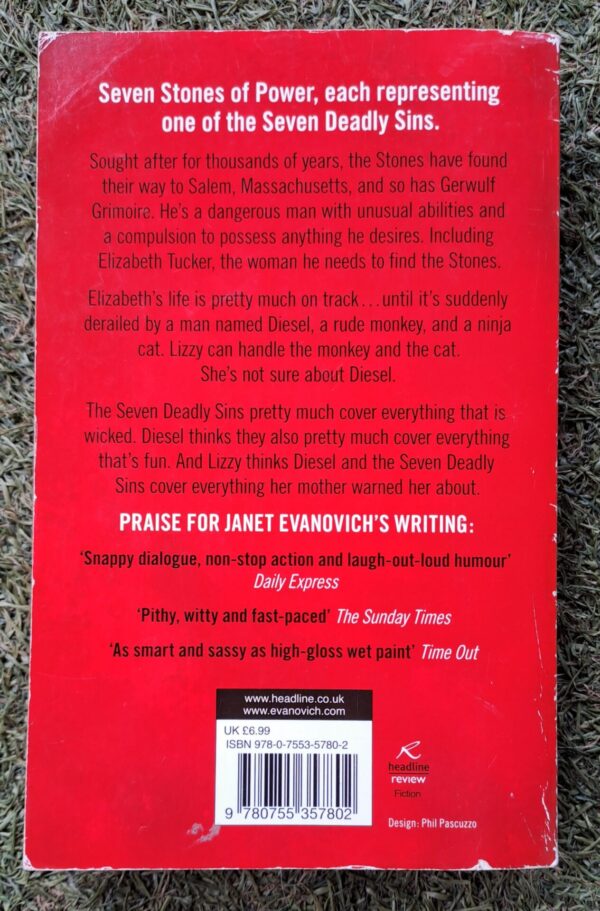 Seven Stones of Power, each representing
one of the Seven Deadly Sins.
Sought after for thousands of years, the Stones have found
their way to Salem, Massachusetts, and so has Gerwulf
Grimoire. He's a dangerous man with unusual abilities and
a compulsion to possess anything he desires. Including
Elizabeth Tucker, the woman he needs to find the Stones.
Elizabeth's life is pretty much on track...until it's suddenly
derailed by a man named Diesel, a rude monkey, and a ninja
cat. Lizzy can handle the monkey and the cat.
She's not sure about Diesel.
The Seven Deadly Sins pretty much cover everything that is
wicked. Diesel thinks they also pretty much cover everything
that's fun. And Lizzy thinks Diesel and the Seven Deadly
Sins cover everything her mother warned her about.
PRAISE FOR JANET EVANOVICH'S WRITING:
'Snappy dialogue, non-stop action and laugh-out-loud humour'
Daily Express
'Pithy, witty and fast-paced' The Sunday Times
'As smart and sassy as high-gloss wet paint' Time Out
www.headline.co.uk
www.evanovich.com
UK £6.99
ISBN 978-0-7553-5780-2
9 780755 357802
R
headline
review
Fiction
Design: Phil Pascuzzo